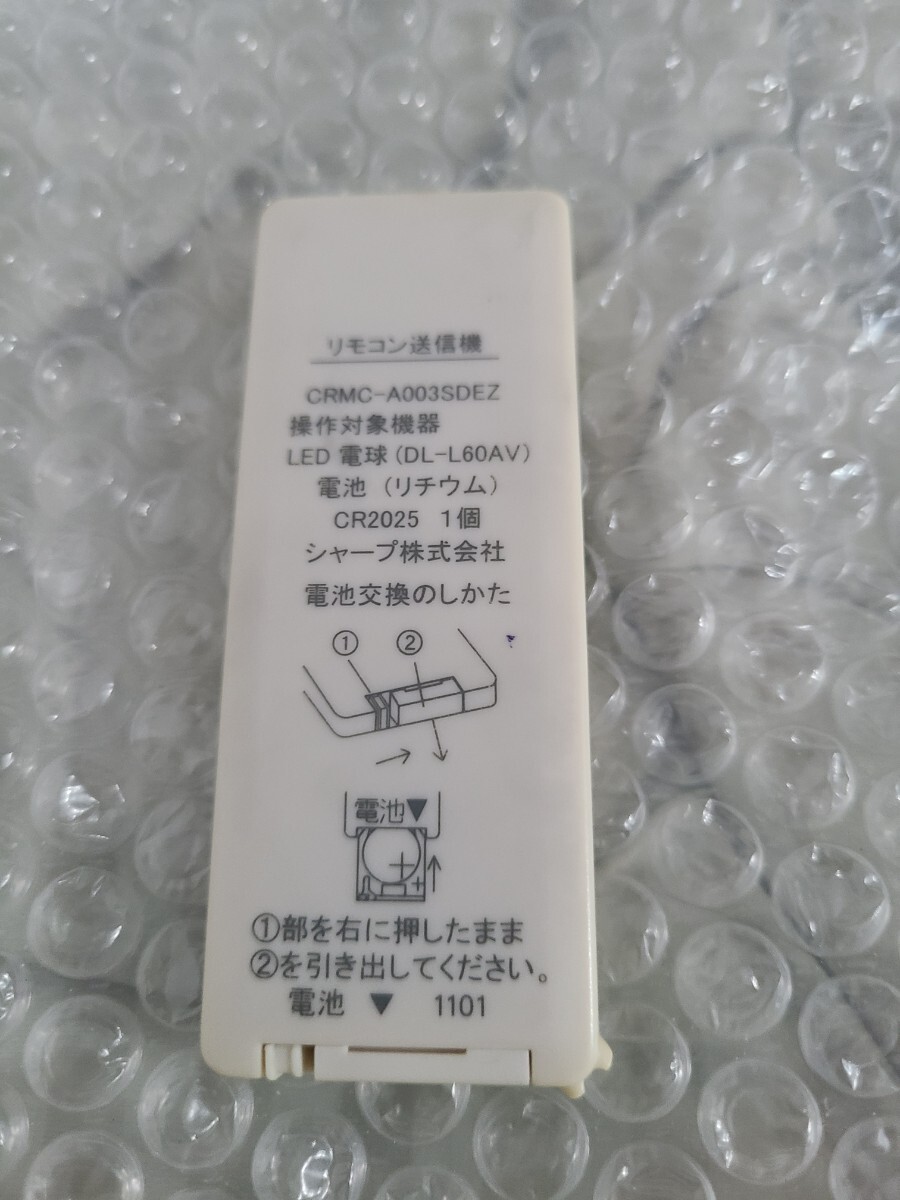 リモコン送信機
CRMC-A003SDEZ
操作対象機器
LED 電球(DL-L60AV)
電池 (リチウム)
CR2025 1個
シャープ株式会社
電池交換のしかた
① ②
電池▼
①部を右に押したまま
②を引き出してください。
電池 ▼ 1101